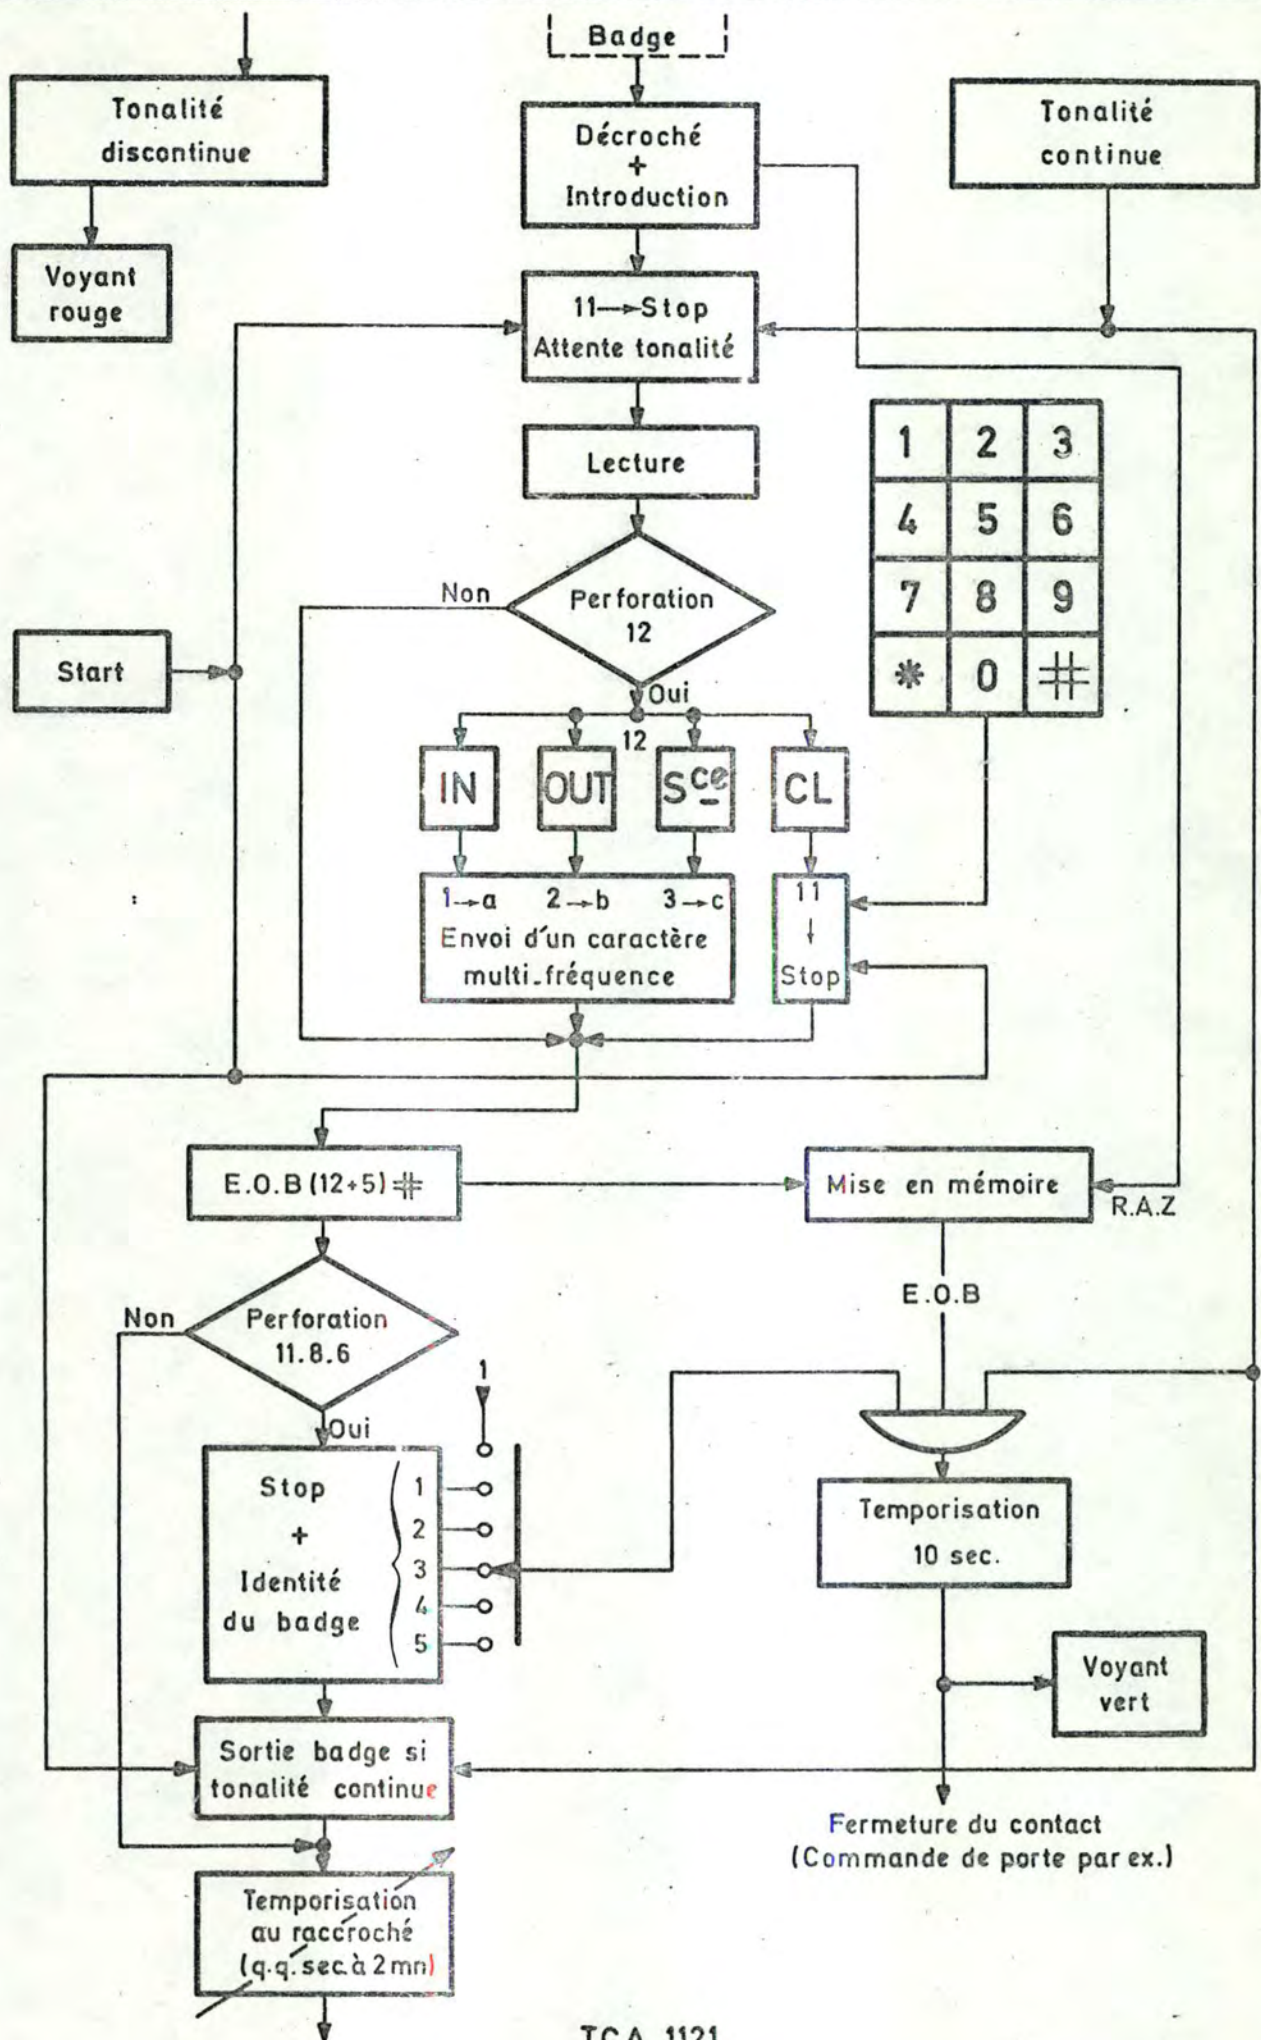 Badge
Tonalité
discontinue
Décroché
+
Introduction
Tonalité
continue
Voyant
rouge
11→Stop
Attente tonalité
Lecture
1 2 3
4 5 6
7 8 9
* 0 #
Non
Perforation
12
Oui
Start
12
IN OUT Sce CL
1→a 2→b 3→c
Envoi d'un caractère
multi-fréquence
11
↓
Stop
E.O.B (12+5) #
Mise en mémoire
R.A.Z
E.O.B
Non
Perforation
11.8.6
Oui
1
Stop
+
Identité
du badge
1
2
3
4
5
Temporisation
10 sec.
Voyant
vert
Sortie badge si
tonalité continue
Fermeture du contact
(Commande de porte par ex.)
Temporisation
au raccroché
(q.q. sec. à 2 mn)
TCA 1121